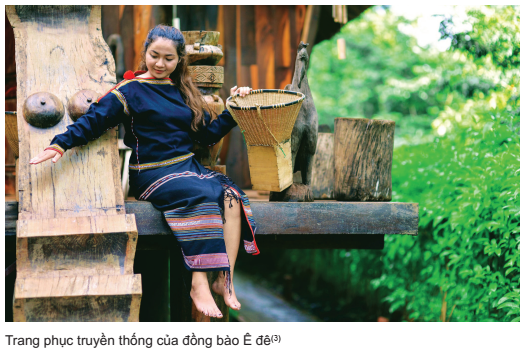 Trang phục truyền thống của đồng bào Ê đê(3)